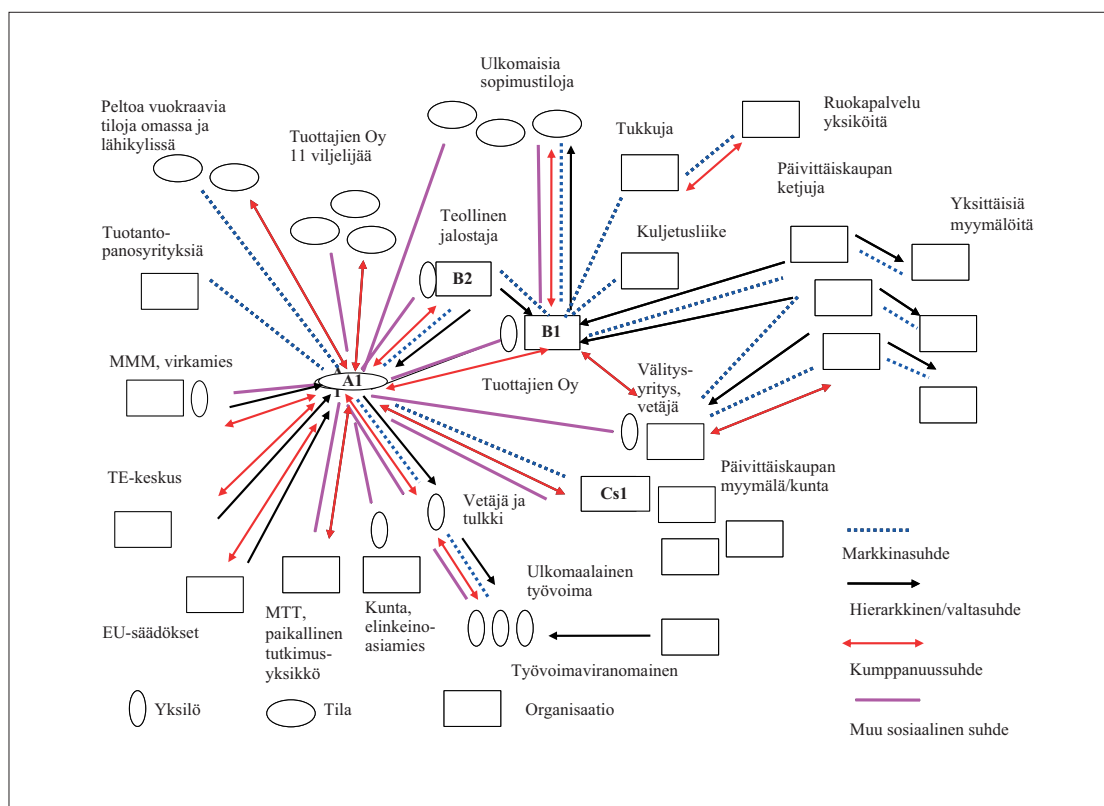 Ulkomaisia
sopimustiloja
Peltoa vuokraavia
tiloja omassa ja
lähikylissä
Tuottajien Oy
11 viljelijää
Tukkuja
Ruokapalvelu
yksiköitä
Päivittäiskaupan
ketjuja
Yksittäisiä
myymälöitä
Tuotanto-
panosyrityksiä
Teollinen
jalostaja
Kuljetusliike
B2
B1
MMM, virkamies
A1
Tuottajien Oy
Välitys-
yritys,
vetäjä
TE-keskus
Päivittäiskaupan
myymälä/kunta
Cs1
Vetäjä ja
tulkki
Markkinasuhde
Ulkomaalainen
työvoima
Hierarkkinen/valtasuhde
EU-säädökset
MTT,
paikallinen
tutkimus-
yksikkö
Kunta,
elinkeino-
asiamies
Työvoimaviranomainen
Kumppanuussuhde
Yksilö
Tila
Organisaatio
Muu sosiaalinen suhde